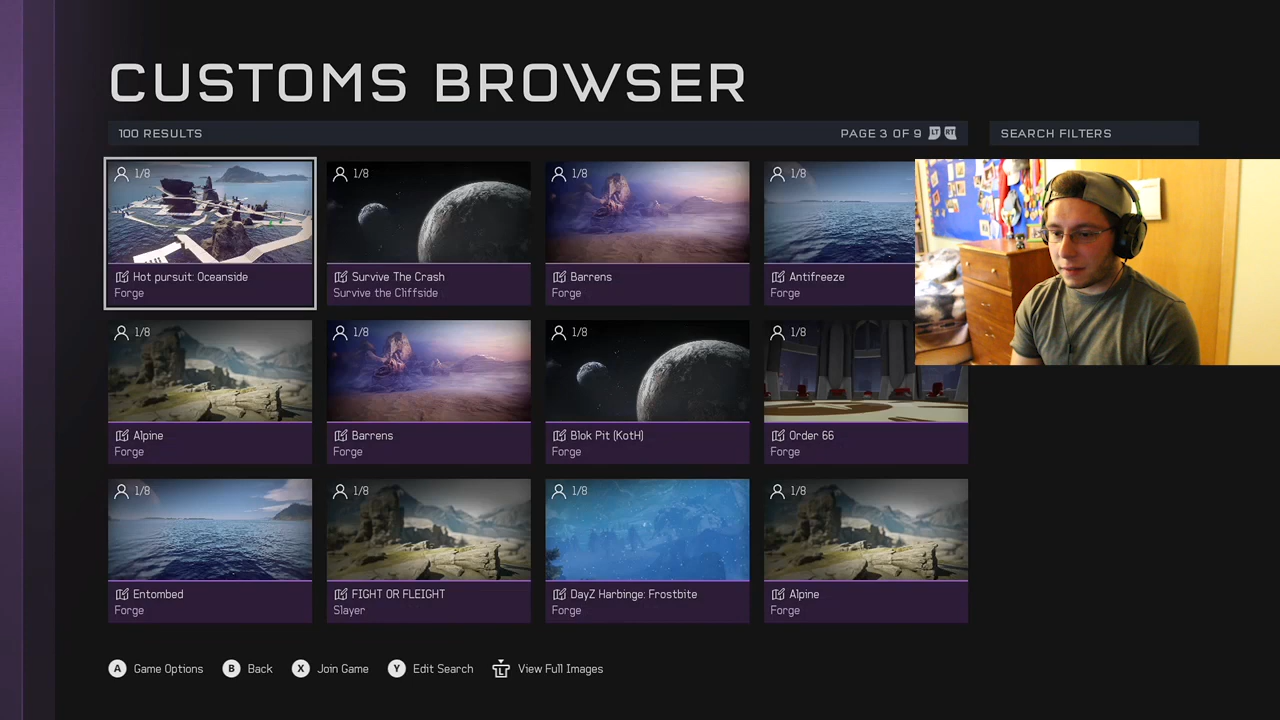 CUSTOMS BROWSER
100 RESULTS
PAGE 3 OF 9 LT RT
SEARCH FILTERS
1/8
Hot pursuit: Oceanside
Forge
1/8
Survive The Crash
Survive the Cliffside
1/8
Barrens
Forge
1/8
Antifreeze
Forge
1/8
Alpine
Forge
1/8
Barrens
Forge
1/8
Blok Pit (KotH)
Forge
1/8
Order 66
Forge
1/8
Entombed
Forge
1/8
FIGHT OR FLEIGHT
Slayer
1/8
DayZ Harbinge: Frostbite
Forge
1/8
Alpine
Forge
A Game Options
B Back
X Join Game
Y Edit Search
L View Full Images